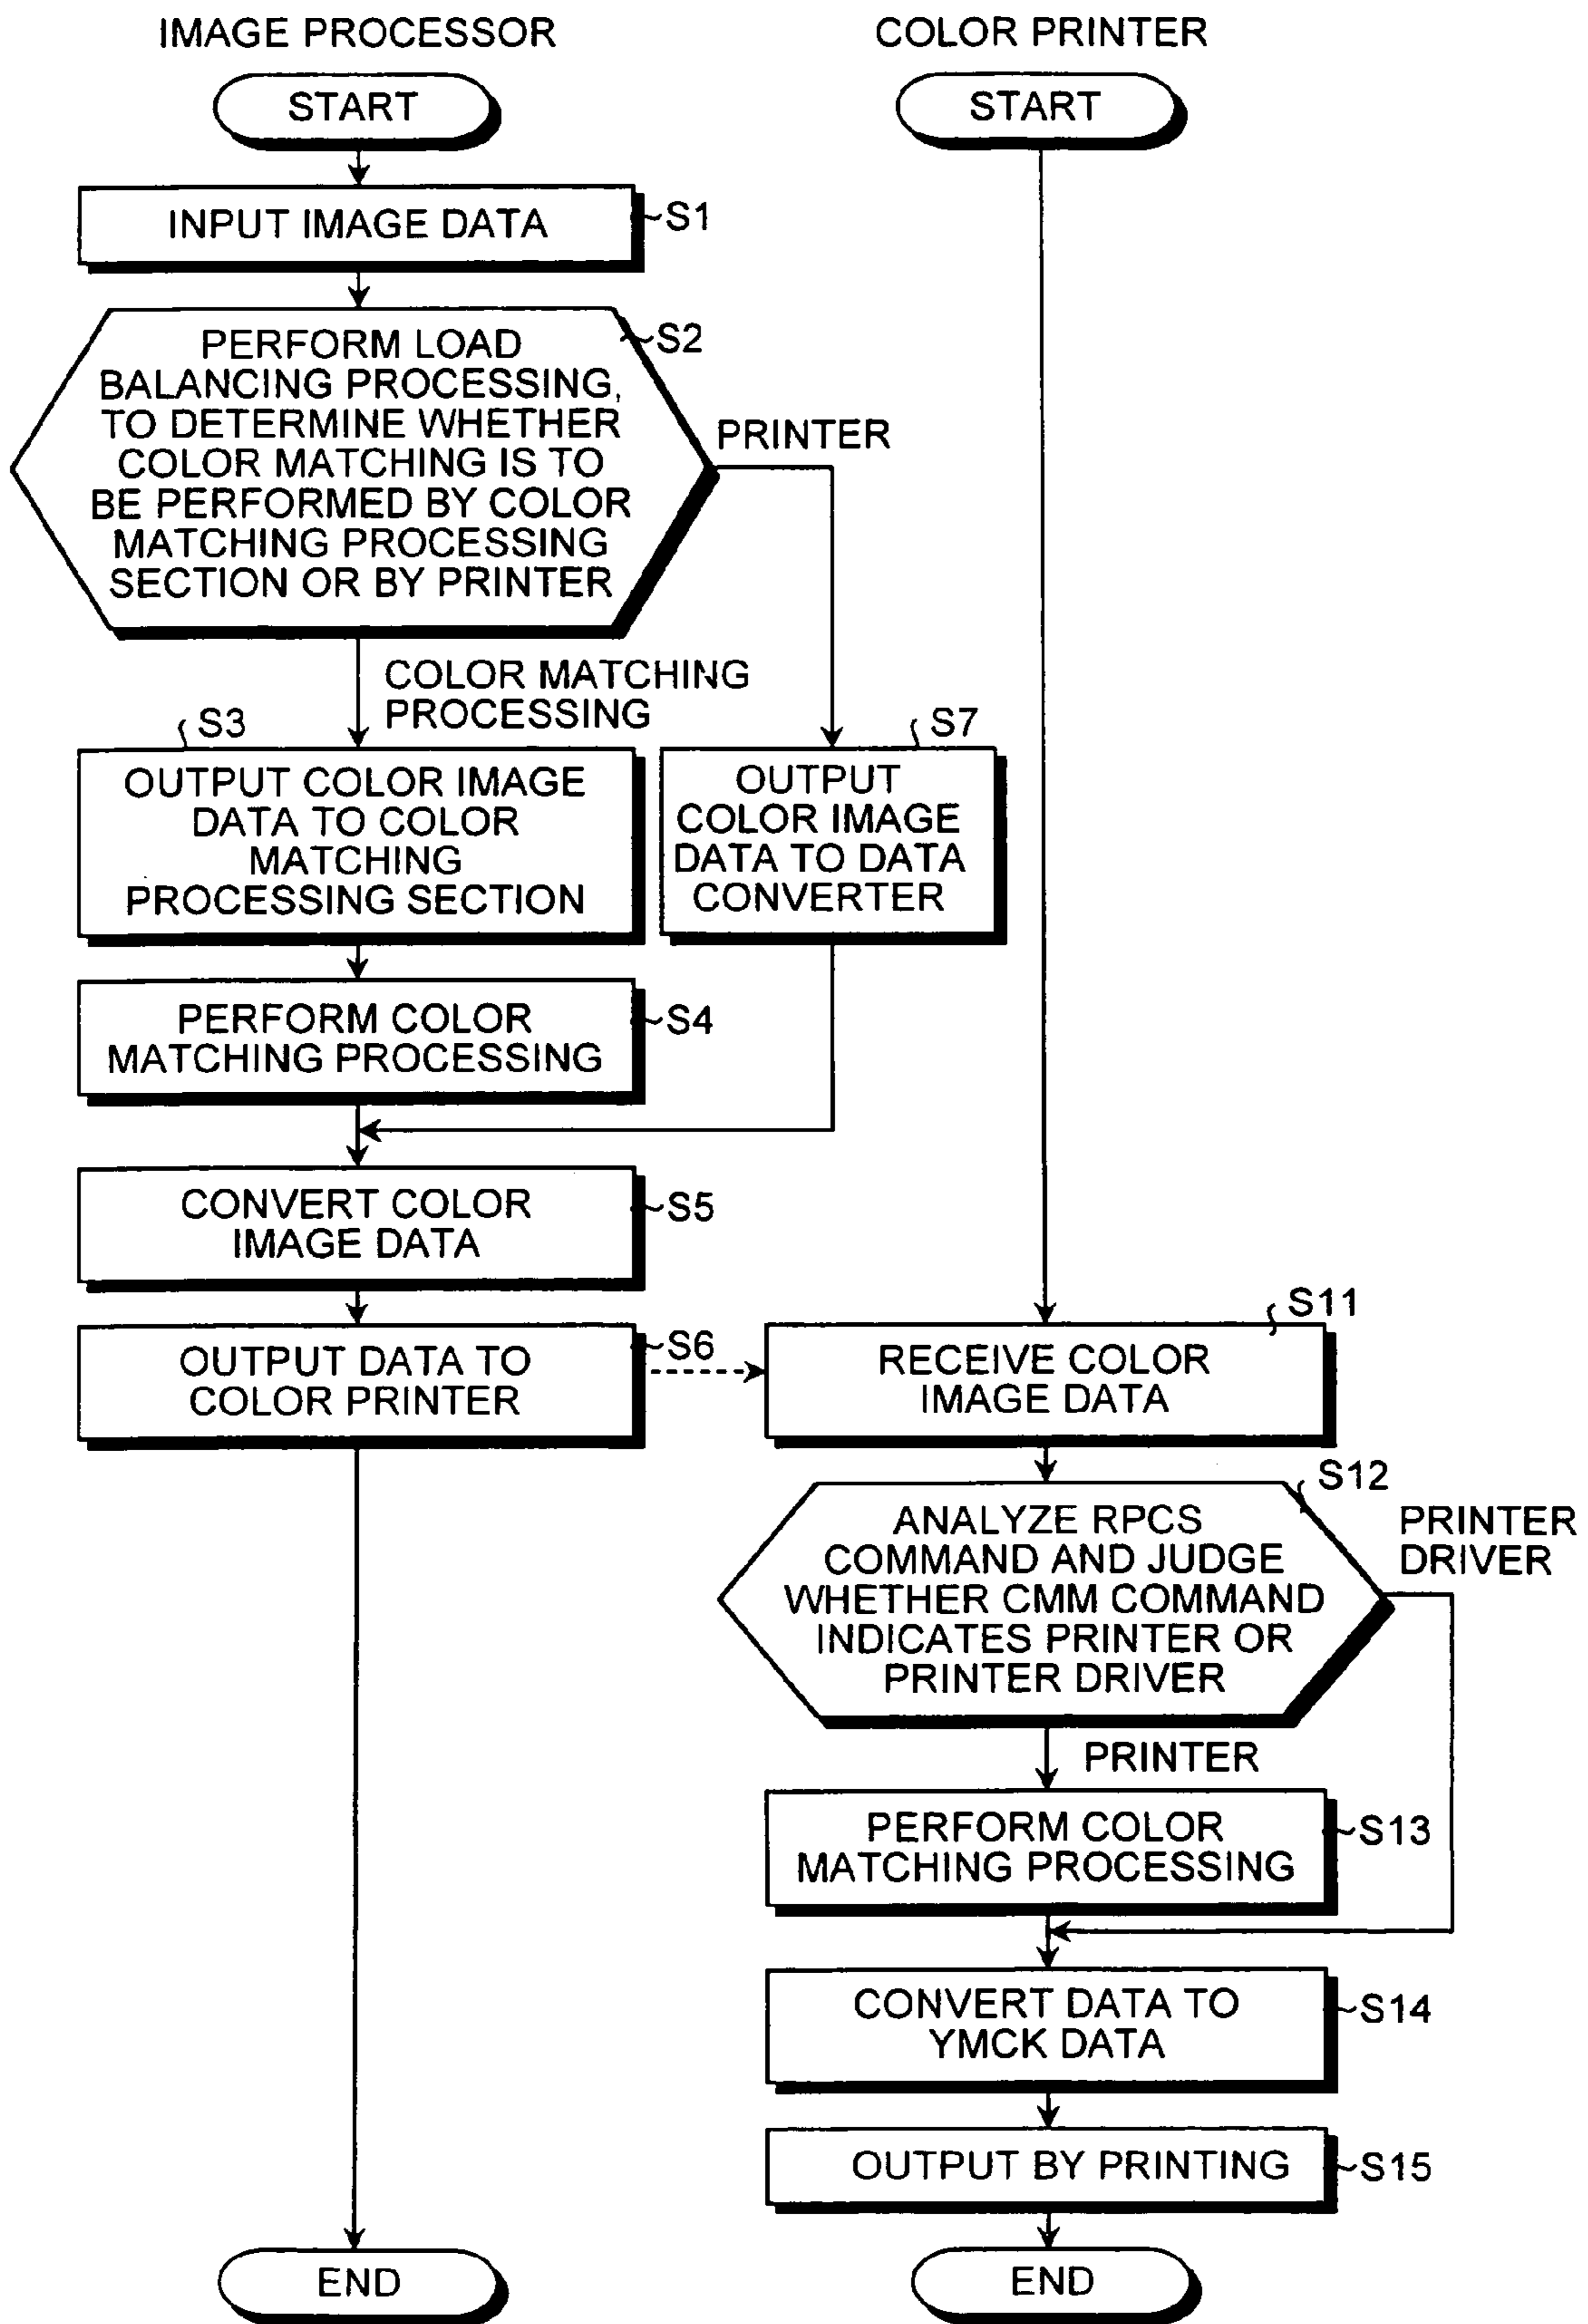 IMAGE PROCESSOR
START
INPUT IMAGE DATA
S1
PERFORM LOAD
BALANCING PROCESSING,
TO DETERMINE WHETHER
COLOR MATCHING IS TO
BE PERFORMED BY COLOR
MATCHING PROCESSING
SECTION OR BY PRINTER
S2
PRINTER
COLOR MATCHING
PROCESSING
S3
OUTPUT COLOR IMAGE
DATA TO COLOR
MATCHING
PROCESSING SECTION
S7
OUTPUT
COLOR IMAGE
DATA TO DATA
CONVERTER
PERFORM COLOR
MATCHING PROCESSING
S4
CONVERT COLOR
IMAGE DATA
S5
OUTPUT DATA TO
COLOR PRINTER
S6
END
COLOR PRINTER
START
S11
RECEIVE COLOR
IMAGE DATA
S12
ANALYZE RPCS
COMMAND AND JUDGE
WHETHER CMM COMMAND
INDICATES PRINTER OR
PRINTER DRIVER
PRINTER
DRIVER
PRINTER
PERFORM COLOR
MATCHING PROCESSING
S13
CONVERT DATA TO
YMCK DATA
S14
OUTPUT BY PRINTING
S15
END